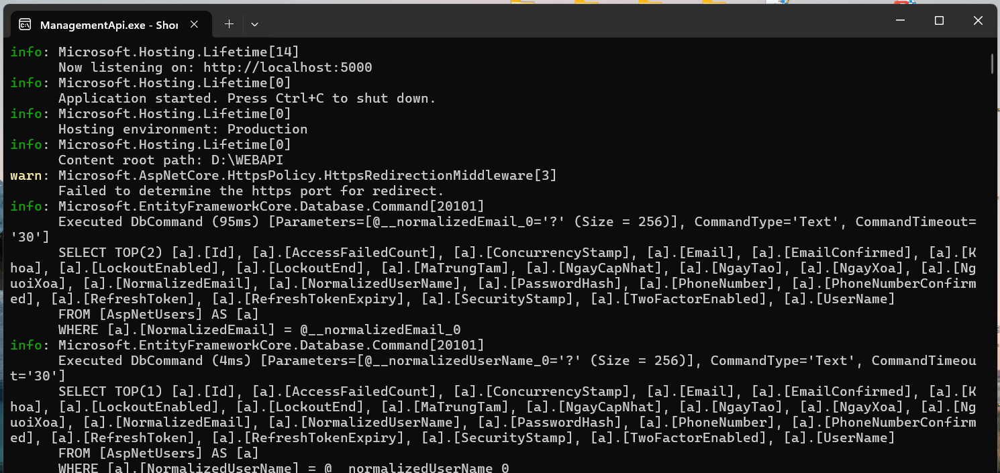 ManagementApi.exe - Shor
info: Microsoft.Hosting.Lifetime[14]
      Now listening on: http://localhost:5000
info: Microsoft.Hosting.Lifetime[0]
      Application started. Press Ctrl+C to shut down.
info: Microsoft.Hosting.Lifetime[0]
      Hosting environment: Production
info: Microsoft.Hosting.Lifetime[0]
      Content root path: D:\WEBAPI
warn: Microsoft.AspNetCore.HttpsPolicy.HttpsRedirectionMiddleware[3]
      Failed to determine the https port for redirect.
info: Microsoft.EntityFrameworkCore.Database.Command[20101]
      Executed DbCommand (95ms) [Parameters=[@__normalizedEmail_0='?' (Size = 256)], CommandType='Text', CommandTimeout=
'30']
      SELECT TOP(2) [a].[Id], [a].[AccessFailedCount], [a].[ConcurrencyStamp], [a].[Email], [a].[EmailConfirmed], [a].[K
hoa], [a].[LockoutEnabled], [a].[LockoutEnd], [a].[MaTrungTam], [a].[NgayCapNhat], [a].[NgayTao], [a].[NgayXoa], [a].[Ng
uoiXoa], [a].[NormalizedEmail], [a].[NormalizedUserName], [a].[PasswordHash], [a].[PhoneNumber], [a].[PhoneNumberConfirm
ed], [a].[RefreshToken], [a].[RefreshTokenExpiry], [a].[SecurityStamp], [a].[TwoFactorEnabled], [a].[UserName]
      FROM [AspNetUsers] AS [a]
      WHERE [a].[NormalizedEmail] = @__normalizedEmail_0
info: Microsoft.EntityFrameworkCore.Database.Command[20101]
      Executed DbCommand (4ms) [Parameters=[@__normalizedUserName_0='?' (Size = 256)], CommandType='Text', CommandTimeou
t='30']
      SELECT TOP(1) [a].[Id], [a].[AccessFailedCount], [a].[ConcurrencyStamp], [a].[Email], [a].[EmailConfirmed], [a].[K
hoa], [a].[LockoutEnabled], [a].[LockoutEnd], [a].[MaTrungTam], [a].[NgayCapNhat], [a].[NgayTao], [a].[NgayXoa], [a].[Ng
uoiXoa], [a].[NormalizedEmail], [a].[NormalizedUserName], [a].[PasswordHash], [a].[PhoneNumber], [a].[PhoneNumberConfirm
ed], [a].[RefreshToken], [a].[RefreshTokenExpiry], [a].[SecurityStamp], [a].[TwoFactorEnabled], [a].[UserName]
      FROM [AspNetUsers] AS [a]
      WHERE [a].[NormalizedUserName] = @__normalizedUserName_0